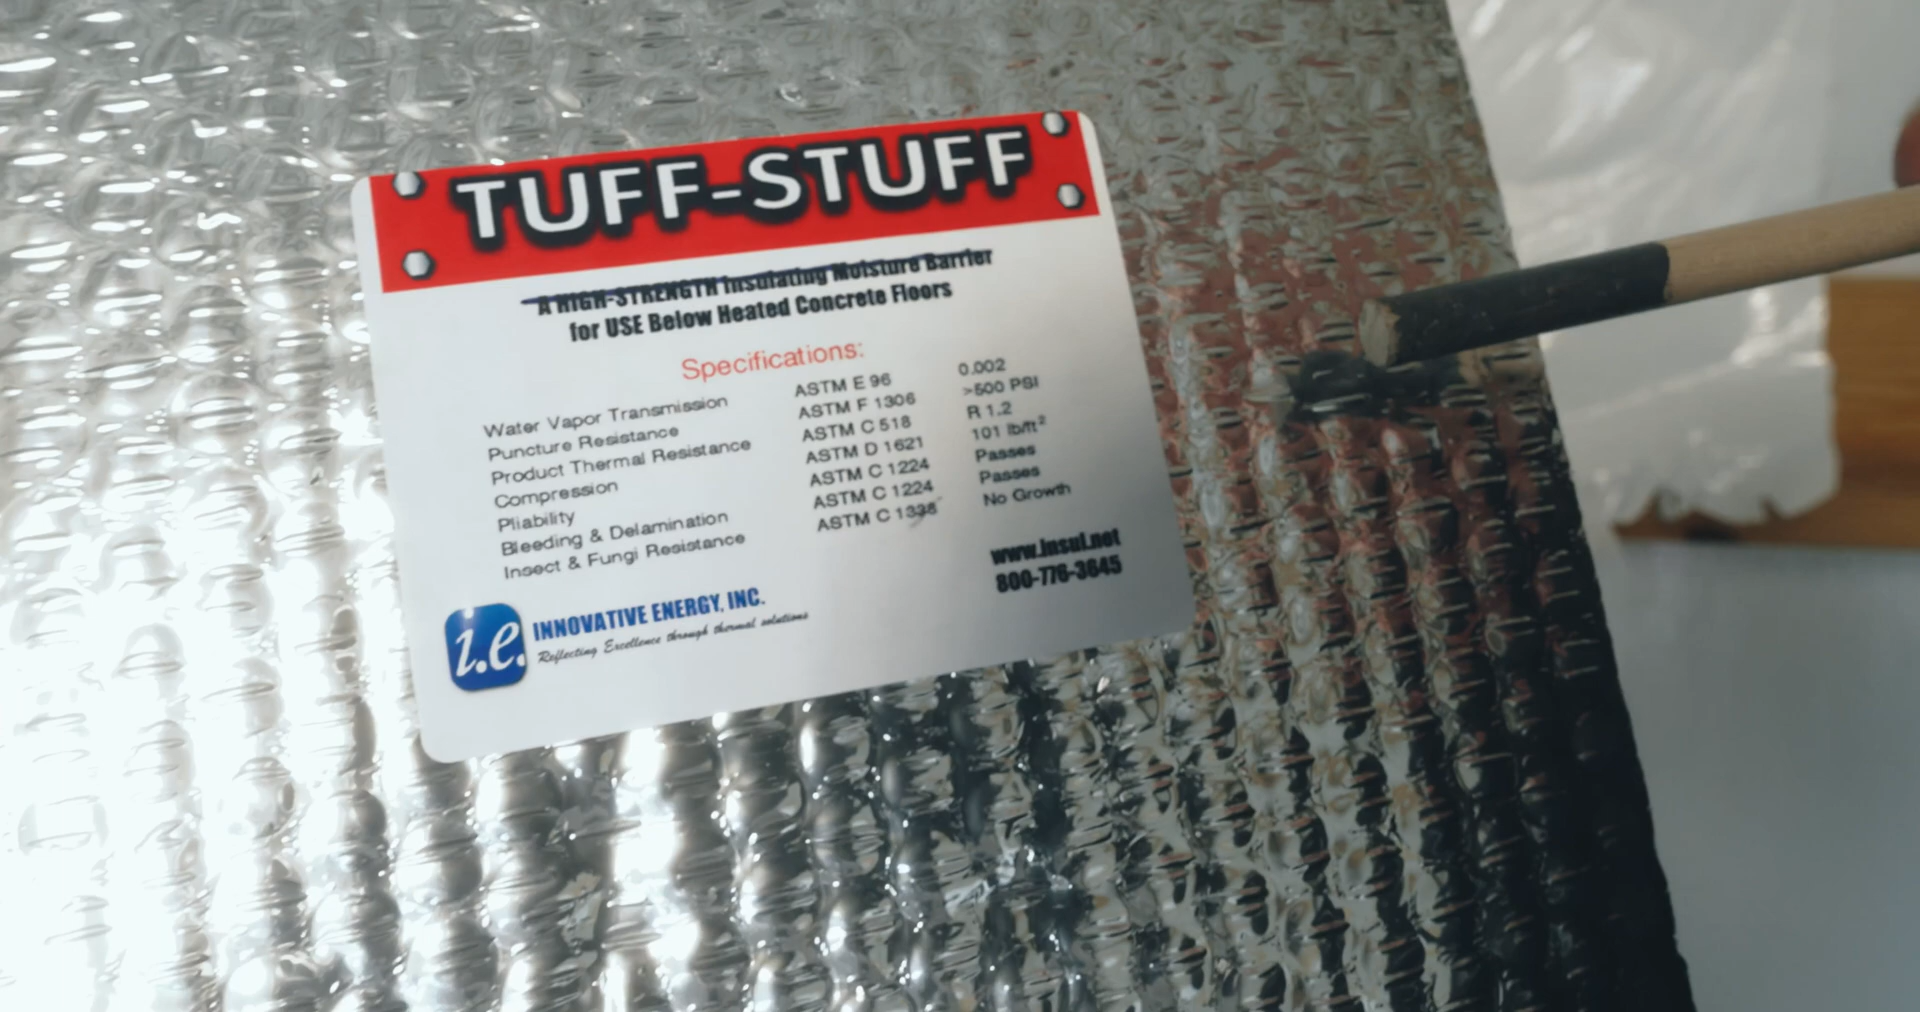 TUFF-STUFF
A HIGH-STRENGTH Insulating Moisture Barrier
for USE Below Heated Concrete Floors
Specifications:
Water Vapor Transmission ASTM E 96 0.002
Puncture Resistance ASTM F 1306 >500 PSI
Product Thermal Resistance ASTM C 518 R 1.2
Compression ASTM D 1621 101 lb/ft²
Pliability ASTM C 1224 Passes
Bleeding & Delamination ASTM C 1224 Passes
Insect & Fungi Resistance ASTM C 1338 No Growth
www.insul.net
800-776-3645
i.e. INNOVATIVE ENERGY, INC.
Reflecting Excellence through thermal solutions